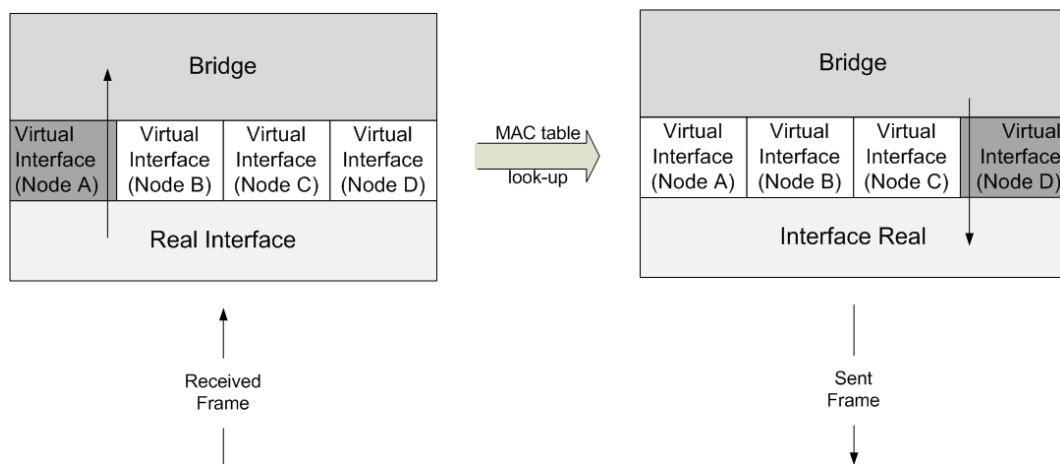 Bridge
Virtual
Interface
(Node A)
Virtual
Interface
(Node B)
Virtual
Interface
(Node C)
Virtual
Interface
(Node D)
Real Interface
Received
Frame
MAC table
look-up
Bridge
Virtual
Interface
(Node A)
Virtual
Interface
(Node B)
Virtual
Interface
(Node C)
Virtual
Interface
(Node D)
Interface Real
Sent
Frame